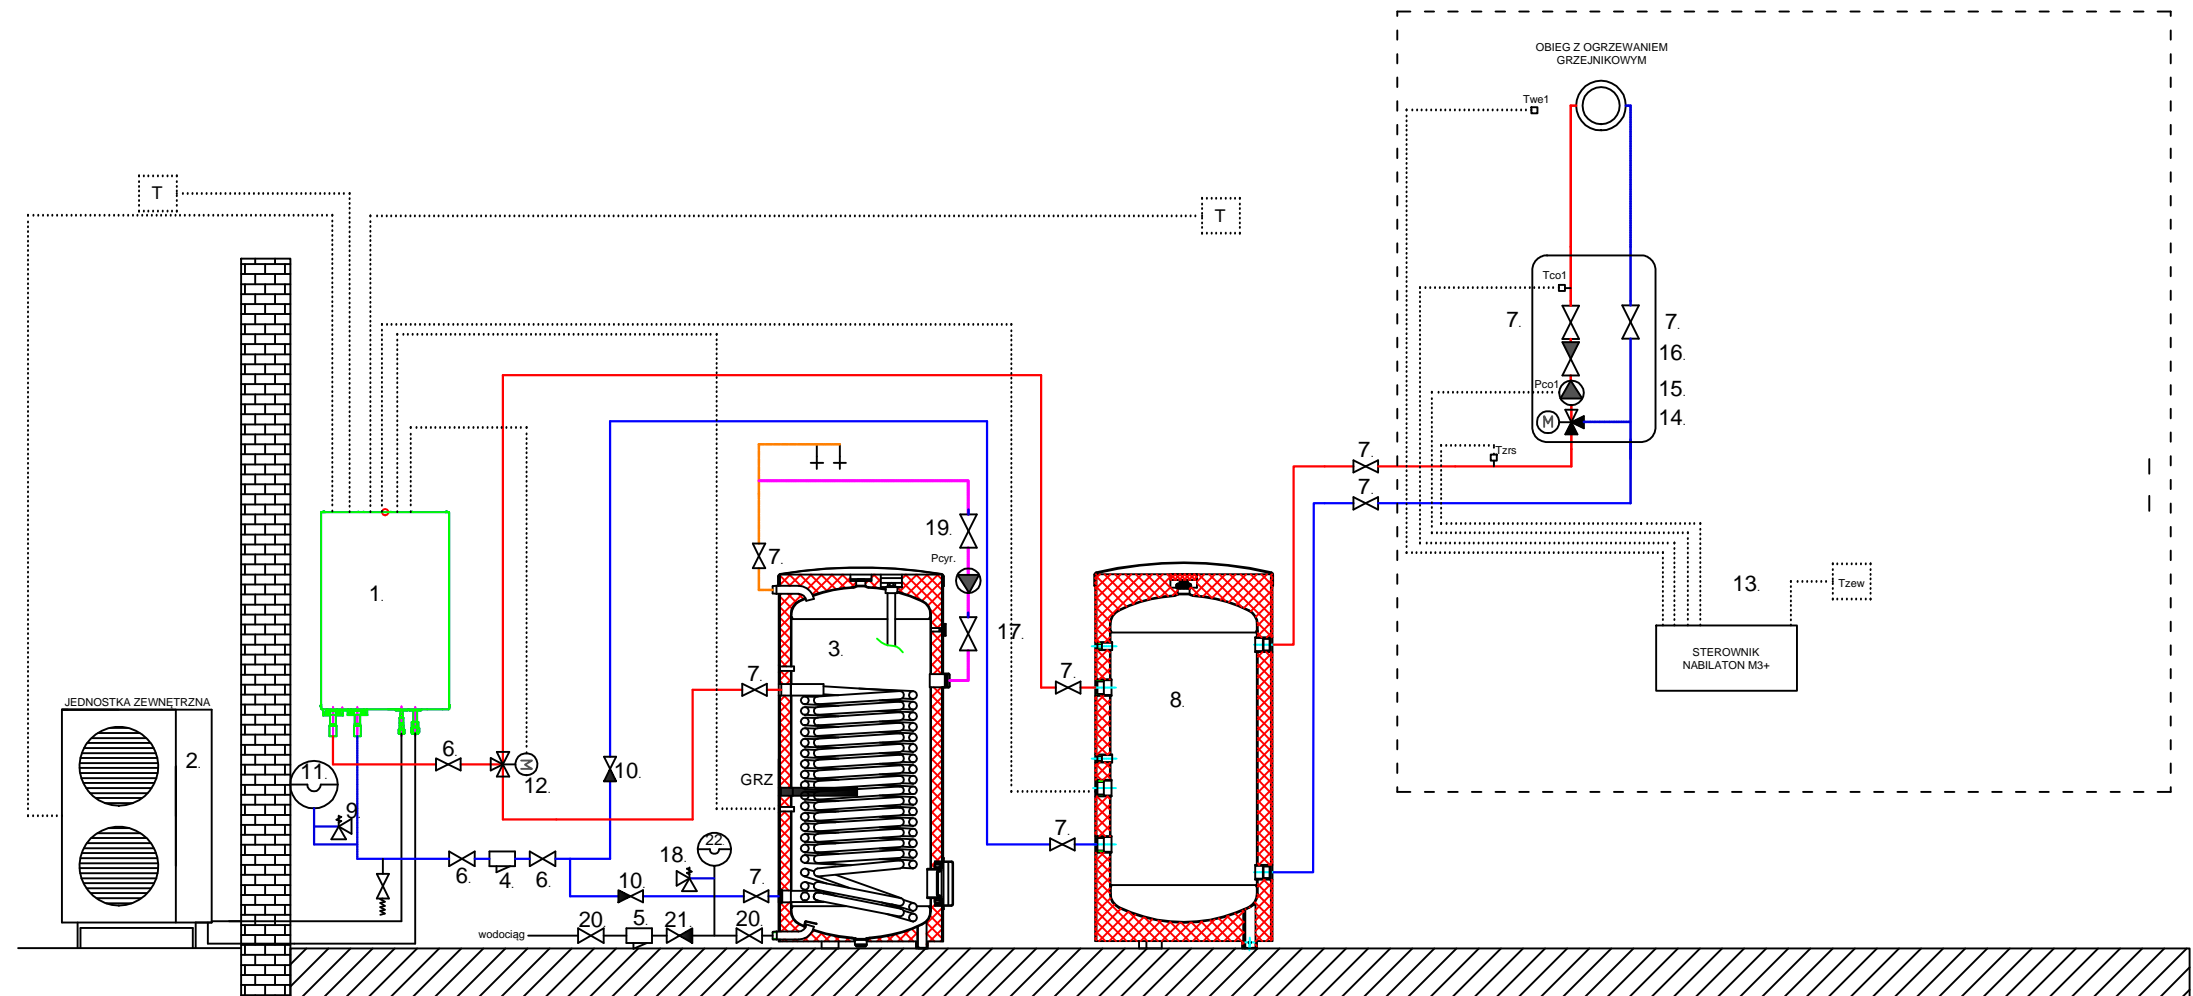 OBIEG Z OGRZEWANIEM
GRZEJNIKOWYM
Twe1
T
T
Tco1
7.
7.
16.
Pco1
15.
M
14.
7.
Tzrs
7.
19.
7.
Pcyr.
13.
Tzew
1.
17.
3.
STEROWNIK
NABILATON M3+
7.
7.
8.
JEDNOSTKA ZEWNĘTRZNA
2.
6.
M
11.
12.
10.
GRZ
9.
7.
22.
18.
6.
4.
6.
10.
7.
wodociąg
20.
5.
21.
20.